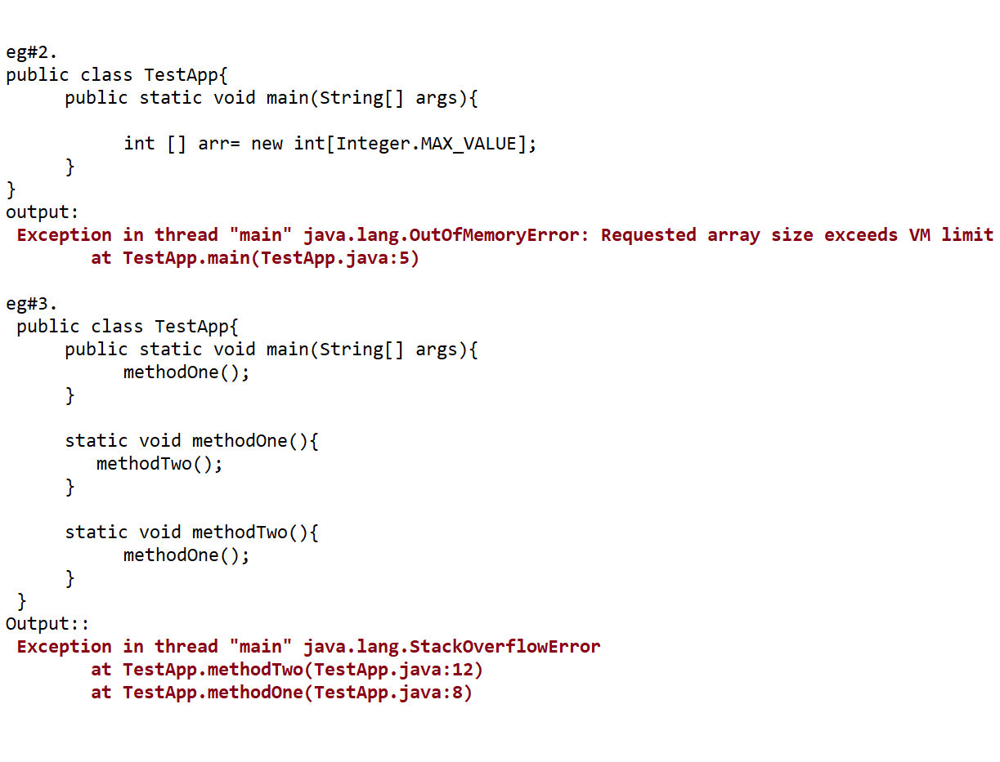 eg#2.
public class TestApp{
public static void main(String[] args){
int [] arr= new int[Integer.MAX_VALUE];
}
}
output:
Exception in thread "main" java.lang.OutOfMemoryError: Requested array size exceeds VM limit
at TestApp.main(TestApp.java:5)
eg#3.
public class TestApp{
public static void main(String[] args){
methodOne();
}
static void methodOne(){
methodTwo();
}
static void methodTwo(){
methodOne();
}
}
Output::
Exception in thread "main" java.lang.StackOverflowError
at TestApp.methodTwo(TestApp.java:12)
at TestApp.methodOne(TestApp.java:8)